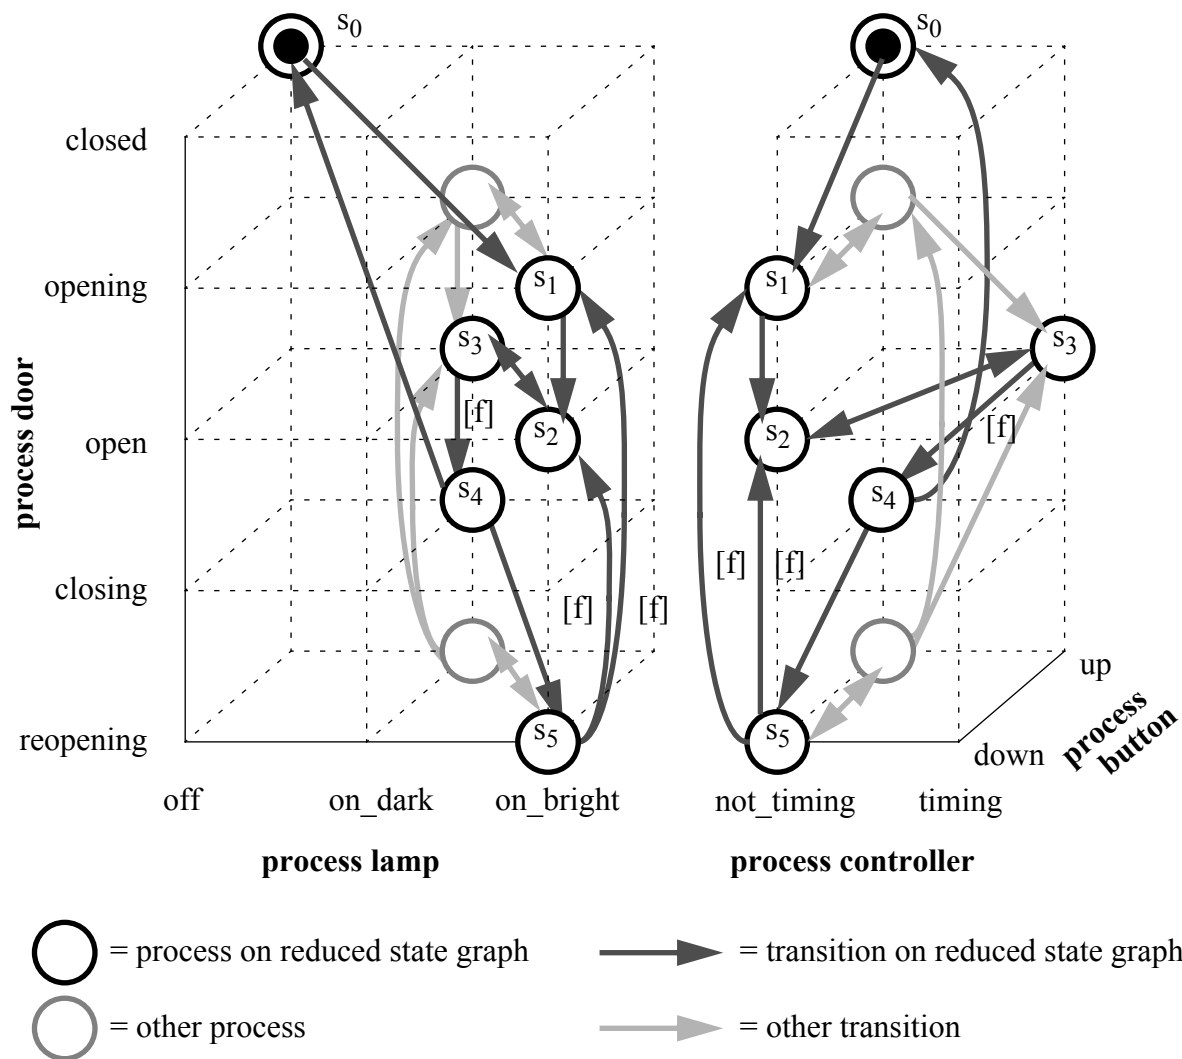 s0
s0
closed
opening
s1
s1
s3
s3
process door
[f]
[f]
open
s2
s2
s4
s4
[f]
[f]
closing
[f]
[f]
up
reopening
s5
s5
down
process
button
off
on_dark
on_bright
not_timing
timing
process lamp
process controller
= process on reduced state graph
= transition on reduced state graph
= other process
= other transition